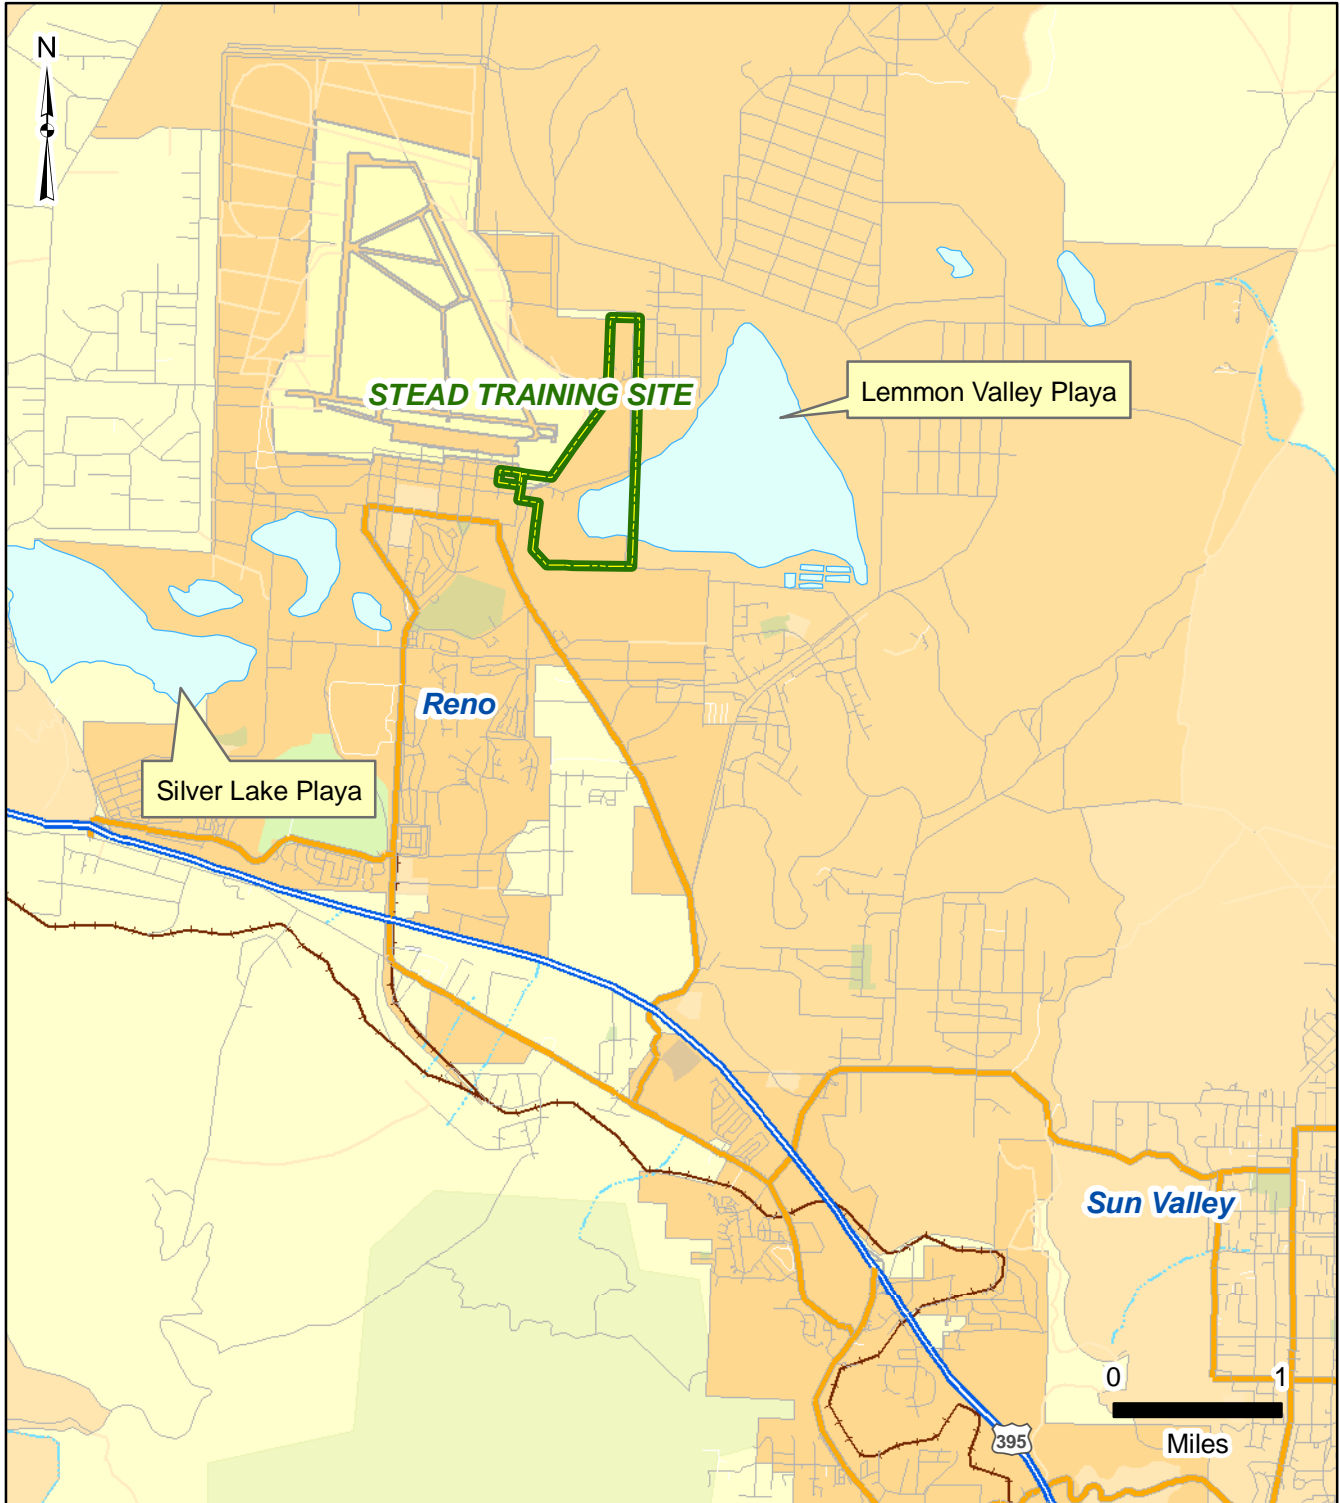 N
STEAD TRAINING SITE
Lemmon Valley Playa
Reno
Silver Lake Playa
Sun Valley
0 1
Miles
395